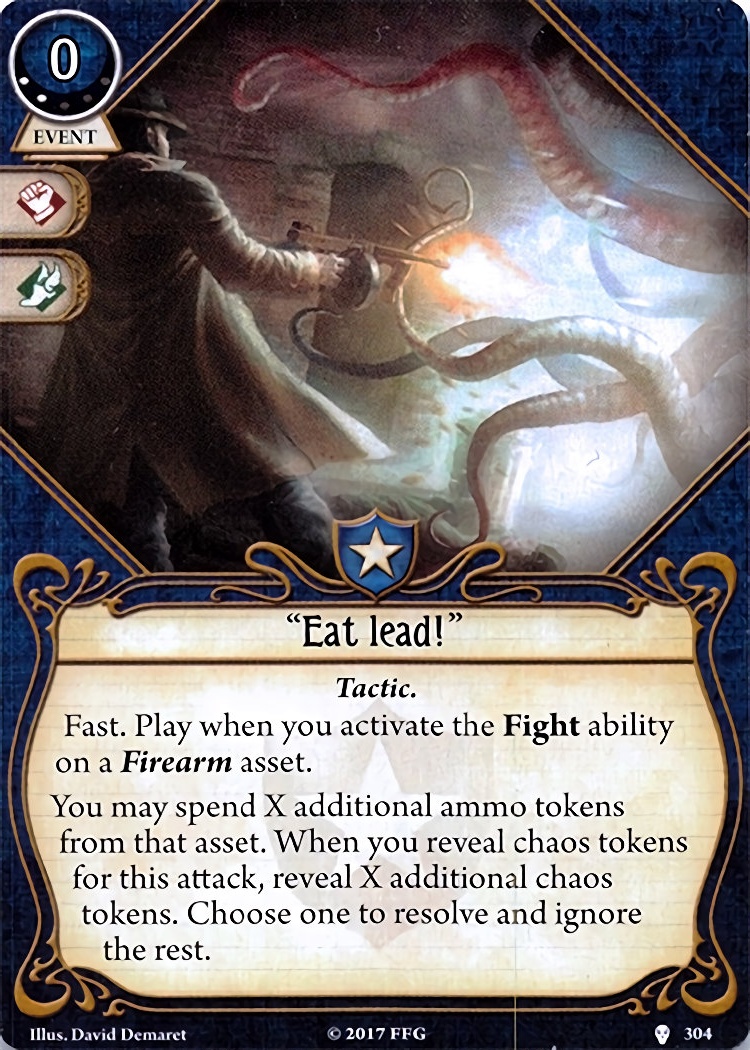 0
EVENT
“Eat lead!”
Tactic.
Fast. Play when you activate the Fight ability
on a Firearm asset.
You may spend X additional ammo tokens
from that asset. When you reveal chaos tokens
for this attack, reveal X additional chaos
tokens. Choose one to resolve and ignore
the rest.
Illus. David Demaret
© 2017 FFG
304